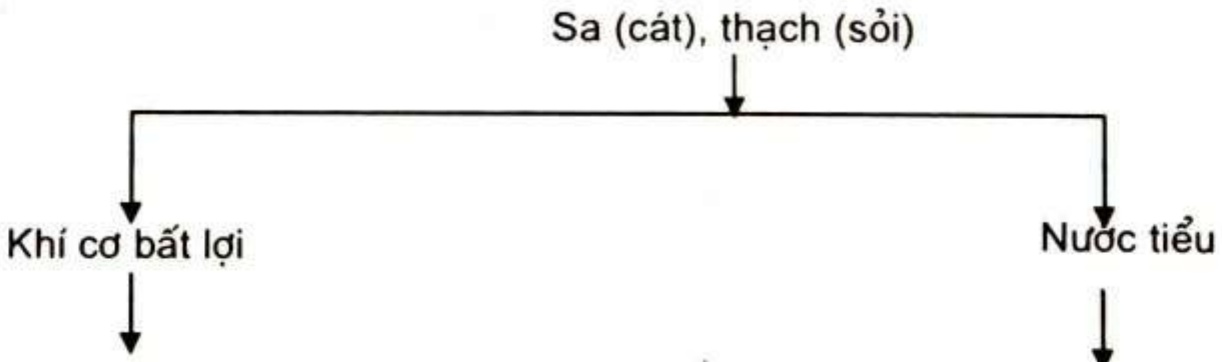 Sa (cát), thạch (sỏi)
Khí cơ bất lợi
Nước tiểu